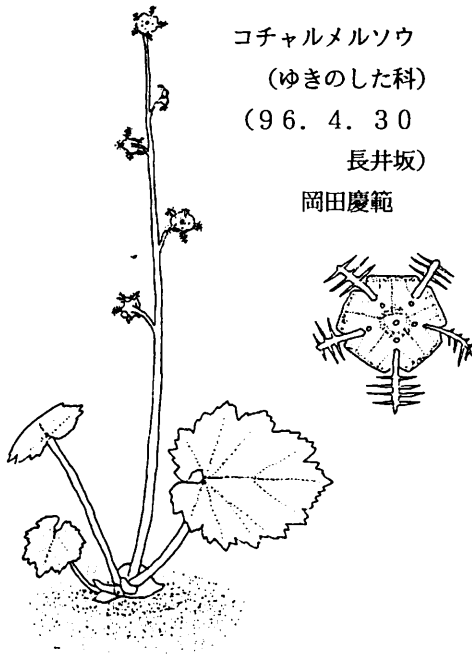 コチャルメルソウ
(ゆきのした科)
(96. 4. 30
長井坂)
岡田慶範